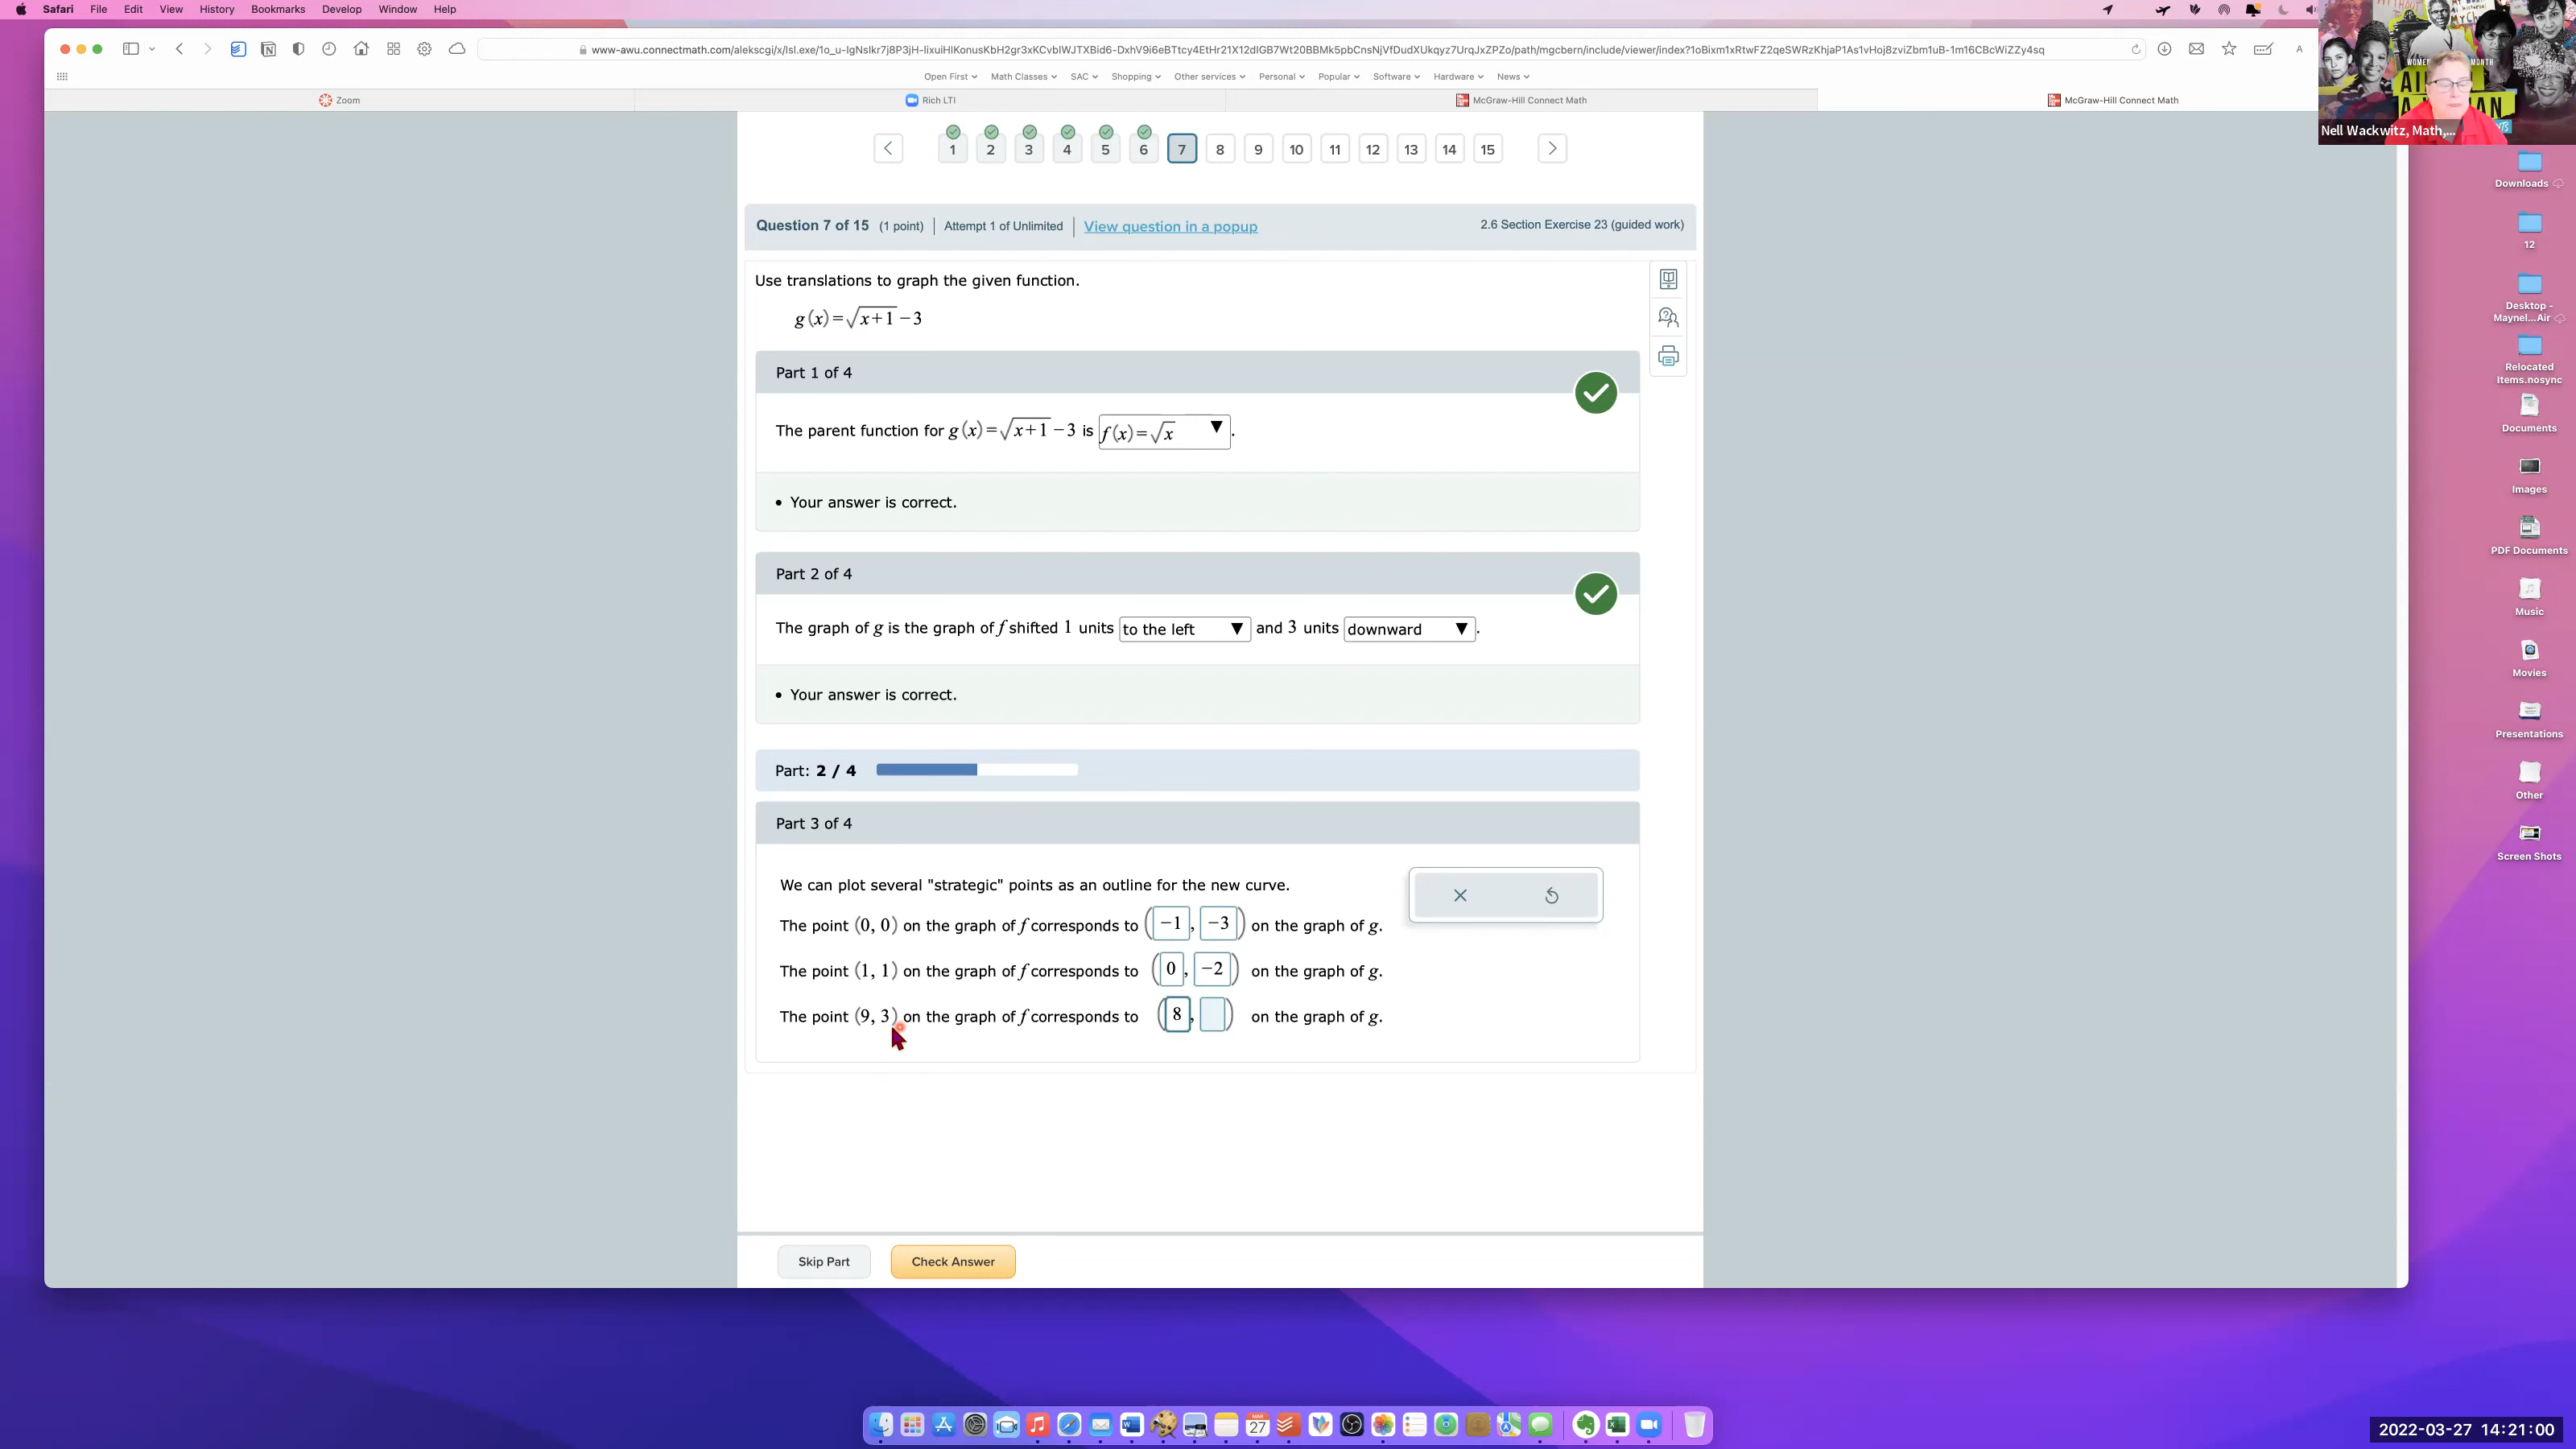 Safari File Edit View History Bookmarks Develop Window Help
www-awu.connectmath.com/alekscgi/x/lsl.exe/
Open First Math Classes SAC Shopping Other services Personal Popular Software Hardware News
Zoom Rich LTI McGraw-Hill Connect Math McGraw-Hill Connect Math
Nell Wackwitz, Math,...
1 2 3 4 5 6 7 8 9 10 11 12 13 14 15
Question 7 of 15 (1 point) | Attempt 1 of Unlimited | View question in a popup 2.6 Section Exercise 23 (guided work)
Use translations to graph the given function.
g(x)=√(x+1)−3
Part 1 of 4
The parent function for g(x)=√(x+1)−3 is f(x)=√x ▼.
• Your answer is correct.
Part 2 of 4
The graph of g is the graph of f shifted 1 units to the left ▼ and 3 units downward ▼.
• Your answer is correct.
Part: 2 / 4
Part 3 of 4
We can plot several "strategic" points as an outline for the new curve.
The point (0, 0) on the graph of f corresponds to (−1, −3) on the graph of g.
The point (1, 1) on the graph of f corresponds to (0, −2) on the graph of g.
The point (9, 3) on the graph of f corresponds to (8, ) on the graph of g.
Skip Part Check Answer
Downloads
12
Desktop -
Maynel...Air
Relocated
Items.nosync
Documents
Images
PDF Documents
Music
Movies
Presentations
Other
Screen Shots
MAR
27
2022-03-27 14:21:00